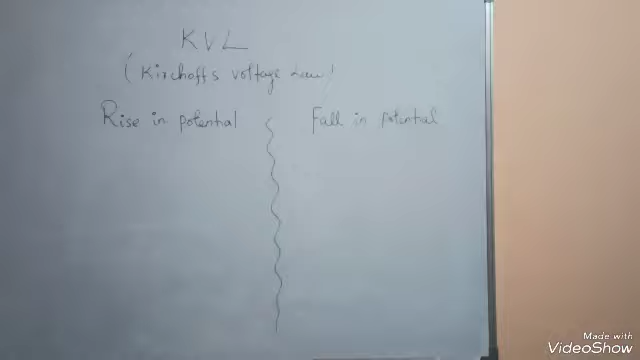 KVL
(Kirchoff's voltage Law)
Rise in potential
Fall in potential
Made with
VideoShow